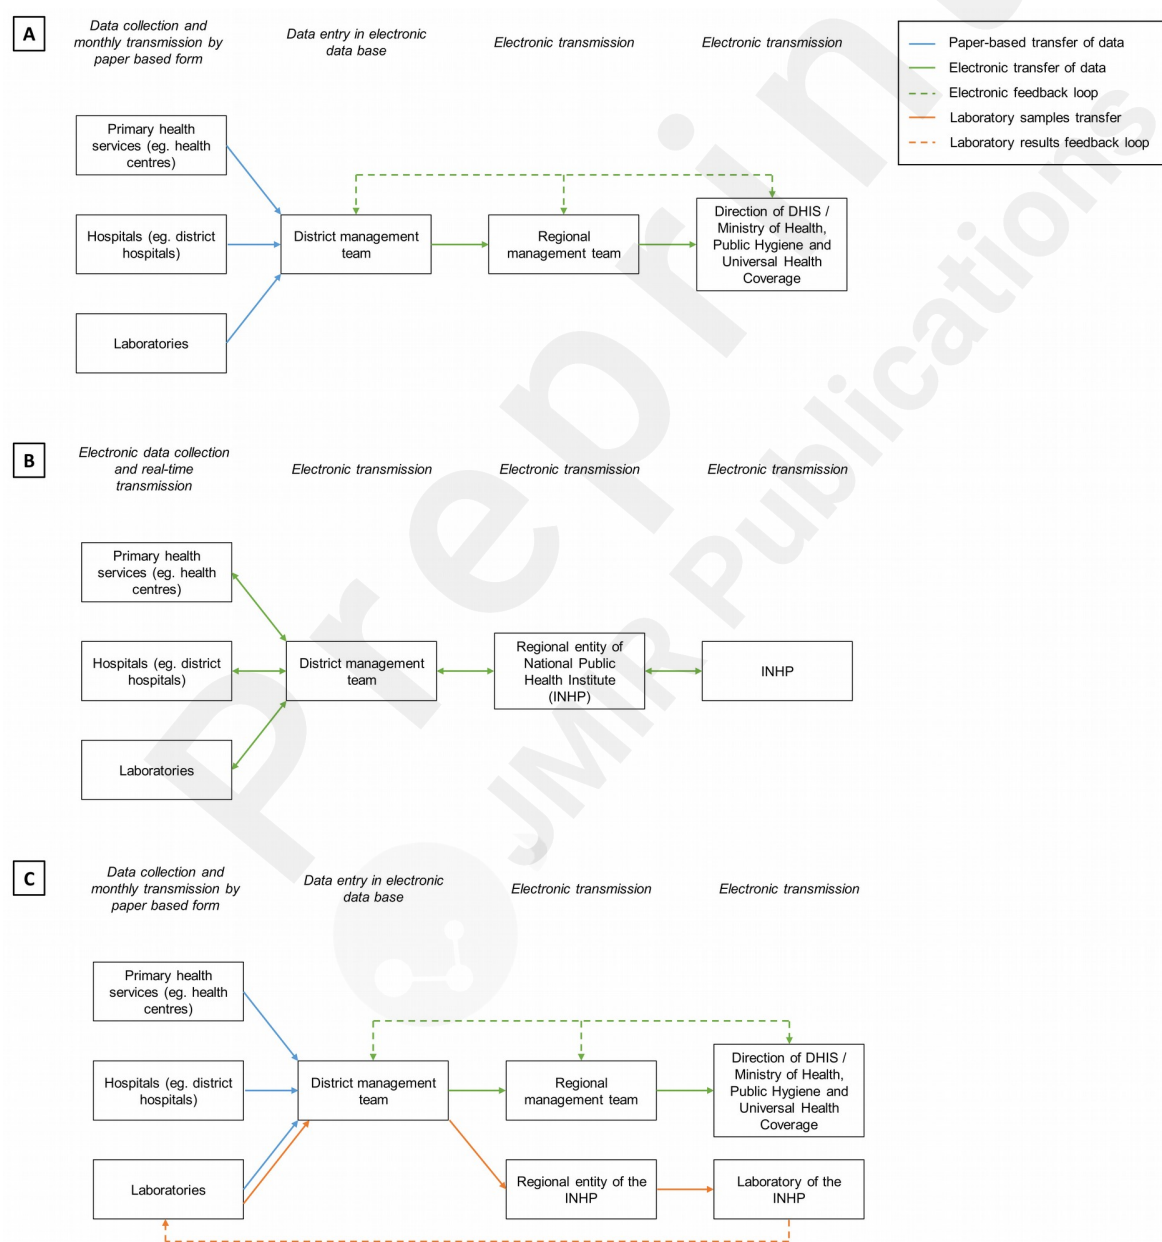 A
Data collection and
monthly transmission by
paper based form
Data entry in electronic
data base
Electronic transmission
Electronic transmission
Paper-based transfer of data
Electronic transfer of data
Electronic feedback loop
Laboratory samples transfer
Laboratory results feedback loop
Primary health
services (eg. health
centres)
Hospitals (eg. district
hospitals)
Laboratories
District management
team
Regional
management team
Direction of DHIS /
Ministry of Health,
Public Hygiene and
Universal Health
Coverage
B
Electronic data collection
and real-time
transmission
Electronic transmission
Electronic transmission
Electronic transmission
Primary health
services (eg. health
centres)
Hospitals (eg. district
hospitals)
Laboratories
District management
team
Regional entity of
National Public
Health Institute
(INHP)
INHP
C
Data collection and
monthly transmission by
paper based form
Data entry in electronic
data base
Electronic transmission
Electronic transmission
Primary health
services (eg. health
centres)
Hospitals (eg. district
hospitals)
Laboratories
District management
team
Regional
management team
Direction of DHIS /
Ministry of Health,
Public Hygiene and
Universal Health
Coverage
Regional entity of the
INHP
Laboratory of the
INHP
Preprint
JMIR Publications